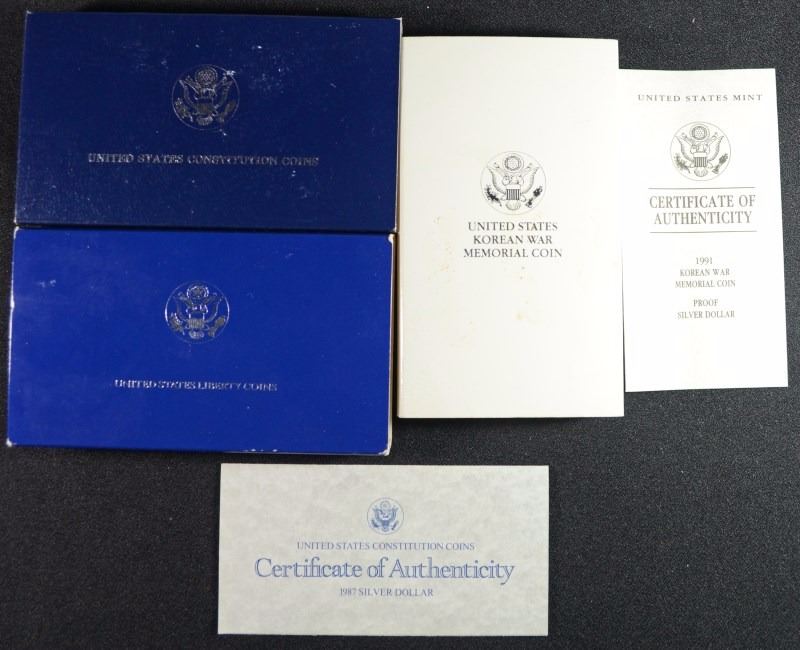 UNITED STATES CONSTITUTION COINS
UNITED STATES LIBERTY COINS
UNITED STATES
KOREAN WAR
MEMORIAL COIN
UNITED STATES MINT
CERTIFICATE OF
AUTHENTICITY
1991
KOREAN WAR
MEMORIAL COIN
PROOF
SILVER DOLLAR
UNITED STATES CONSTITUTION COINS
Certificate of Authenticity
1987 SILVER DOLLAR